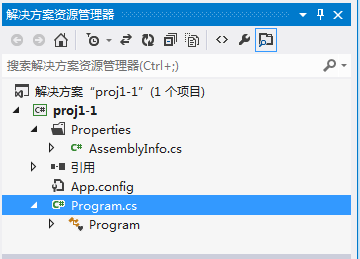 解决方案资源管理器
搜索解决方案资源管理器(Ctrl+;)
解决方案“proj1-1”(1 个项目)
C# proj1-1
Properties
C# AssemblyInfo.cs
引用
App.config
C# Program.cs
Program